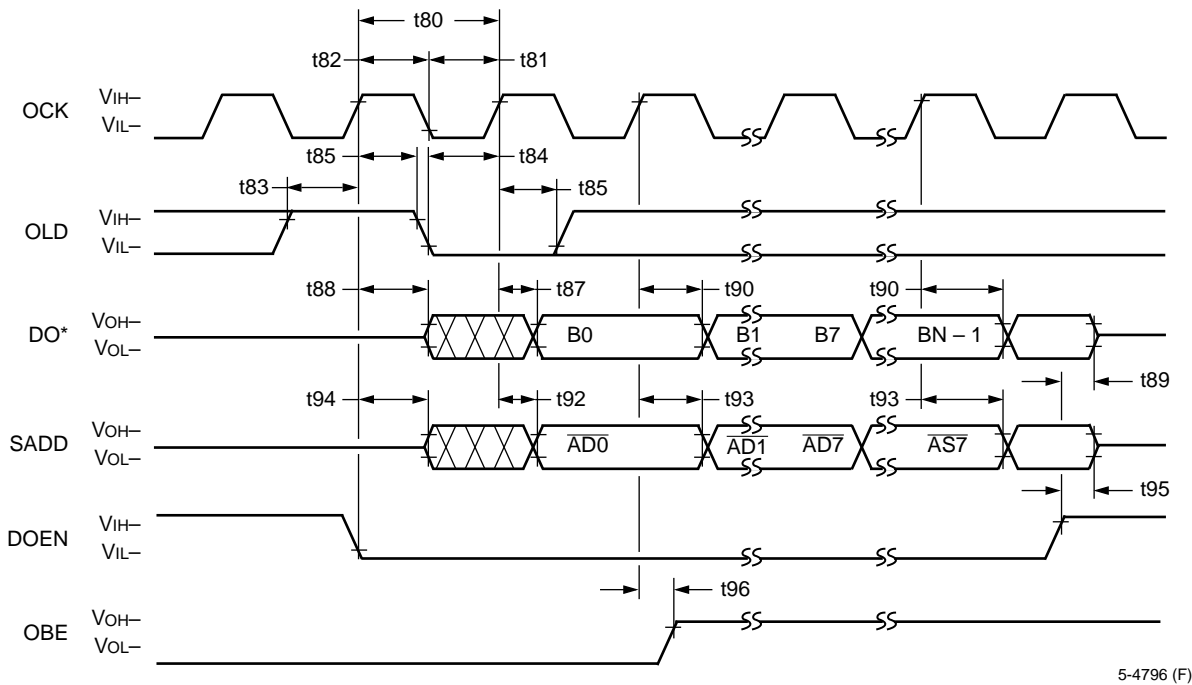 t80
t82 t81
OCK VIH– VIL–
t85 t84
t83 t85
OLD VIH– VIL–
t88 t87 t90 t90
DO* VOH– VOL– B0 B1 B7 BN – 1
t89
t94 t92 t93 t93
SADD VOH– VOL– AD0 AD1 AD7 AS7
t95
DOEN VIH– VIL–
t96
OBE VOH– VOL–
5-4796 (F)